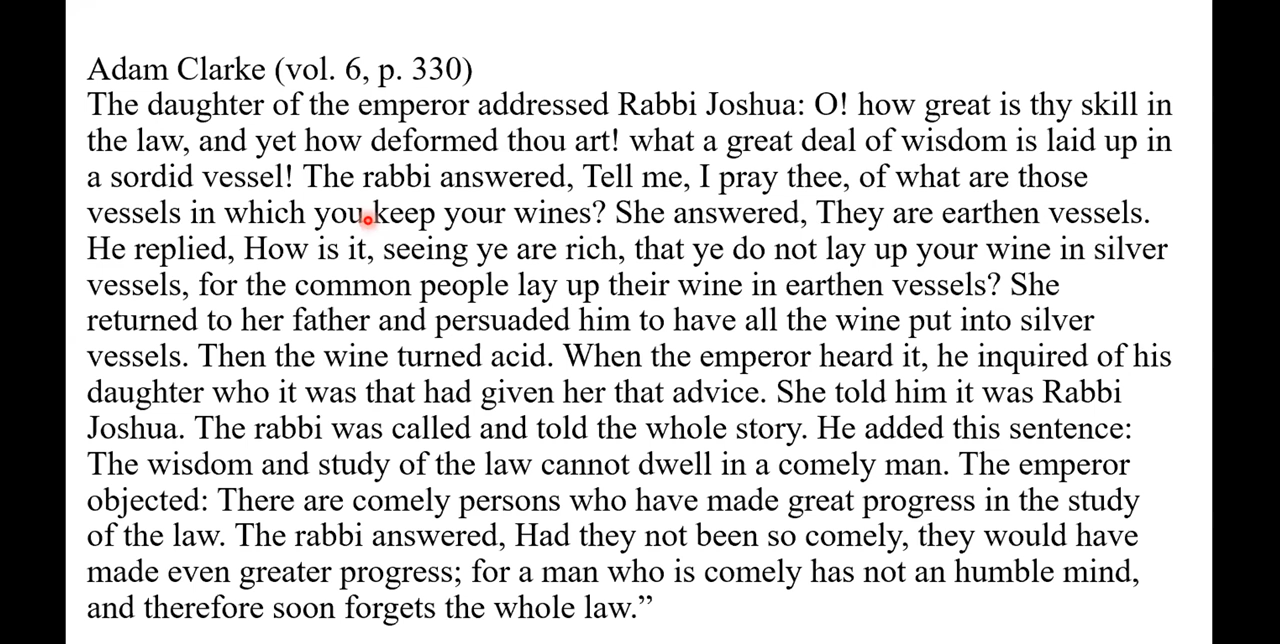 Adam Clarke (vol. 6, p. 330)
The daughter of the emperor addressed Rabbi Joshua: O! how great is thy skill in
the law, and yet how deformed thou art! what a great deal of wisdom is laid up in
a sordid vessel! The rabbi answered, Tell me, I pray thee, of what are those
vessels in which you keep your wines? She answered, They are earthen vessels.
He replied, How is it, seeing ye are rich, that ye do not lay up your wine in silver
vessels, for the common people lay up their wine in earthen vessels? She
returned to her father and persuaded him to have all the wine put into silver
vessels. Then the wine turned acid. When the emperor heard it, he inquired of his
daughter who it was that had given her that advice. She told him it was Rabbi
Joshua. The rabbi was called and told the whole story. He added this sentence:
The wisdom and study of the law cannot dwell in a comely man. The emperor
objected: There are comely persons who have made great progress in the study
of the law. The rabbi answered, Had they not been so comely, they would have
made even greater progress; for a man who is comely has not an humble mind,
and therefore soon forgets the whole law.”